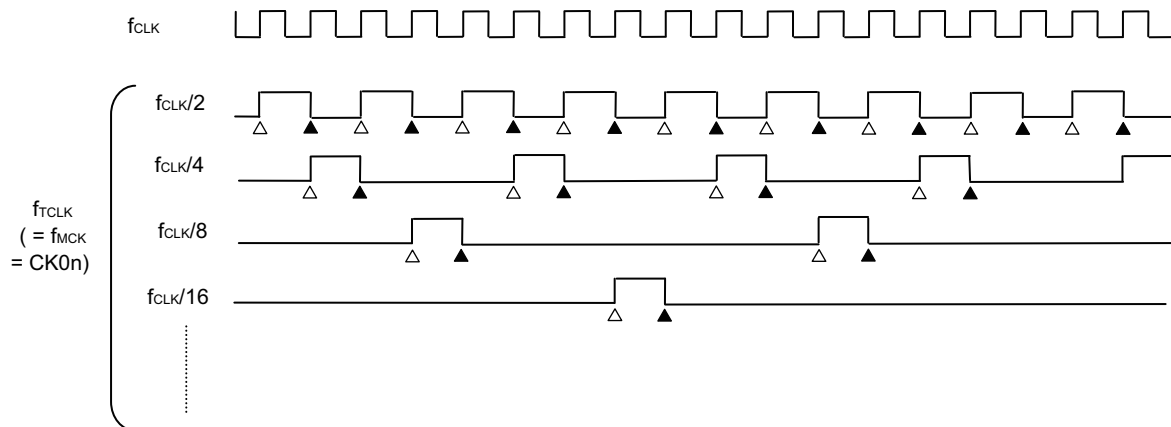 fCLK
fCLK/2
fCLK/4
fTCLK
( = fMCK
= CK0n)
fCLK/8
fCLK/16